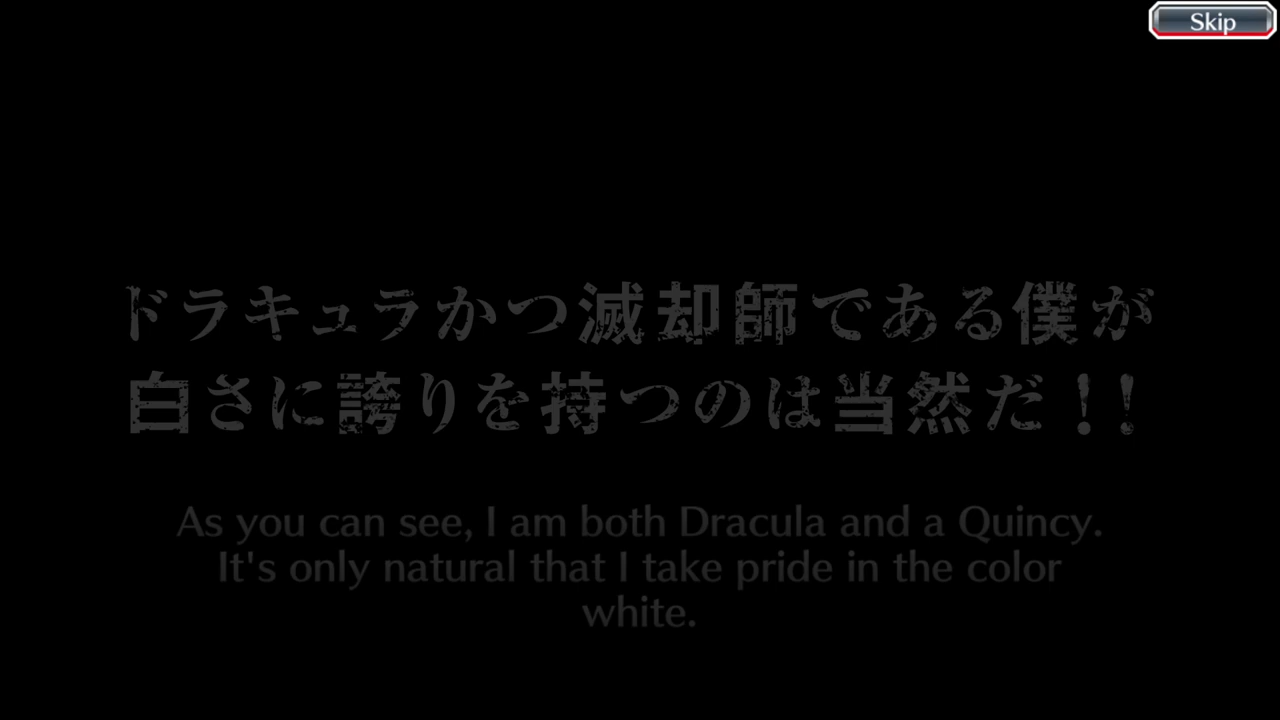 Skip
ドラキュラかつ滅却師である僕が
白さに誇りを持つのは当然だ!!
As you can see, I am both Dracula and a Quincy.
It's only natural that I take pride in the color
white.